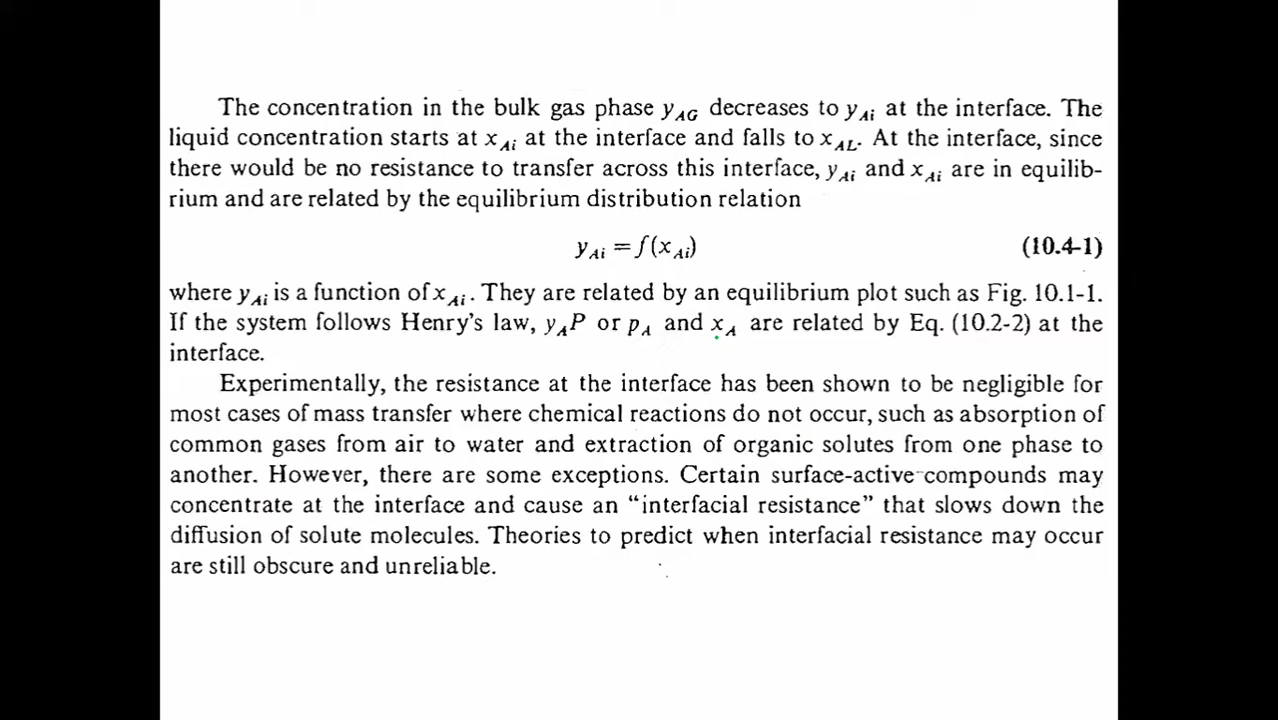 The concentration in the bulk gas phase y_AG decreases to y_Ai at the interface. The
liquid concentration starts at x_Ai at the interface and falls to x_AL. At the interface, since
there would be no resistance to transfer across this interface, y_Ai and x_Ai are in equilib-
rium and are related by the equilibrium distribution relation
y_Ai = f(x_Ai) (10.4-1)
where y_Ai is a function of x_Ai. They are related by an equilibrium plot such as Fig. 10.1-1.
If the system follows Henry's law, y_A P or p_A and x_A are related by Eq. (10.2-2) at the
interface.
Experimentally, the resistance at the interface has been shown to be negligible for
most cases of mass transfer where chemical reactions do not occur, such as absorption of
common gases from air to water and extraction of organic solutes from one phase to
another. However, there are some exceptions. Certain surface-active compounds may
concentrate at the interface and cause an “interfacial resistance” that slows down the
diffusion of solute molecules. Theories to predict when interfacial resistance may occur
are still obscure and unreliable.